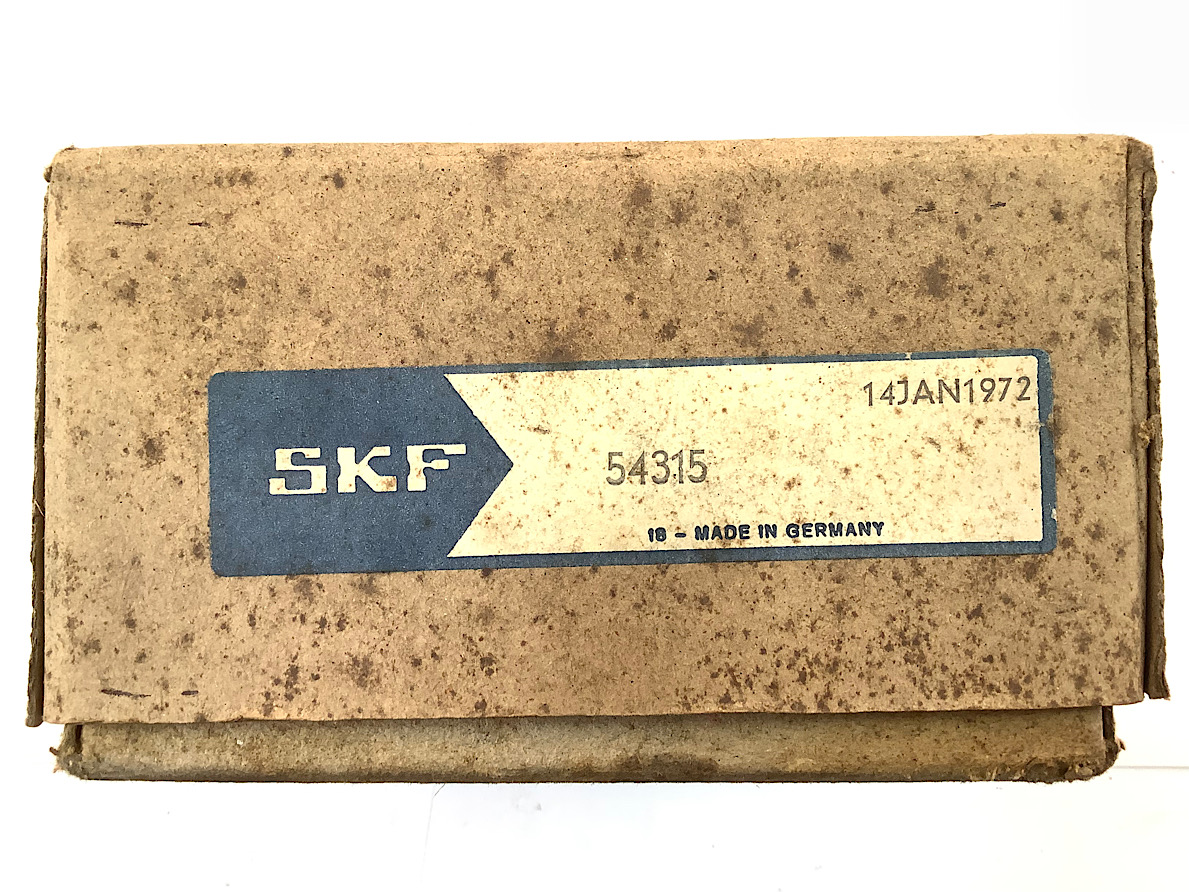 14JAN1972
SKF
54315
18 - MADE IN GERMANY